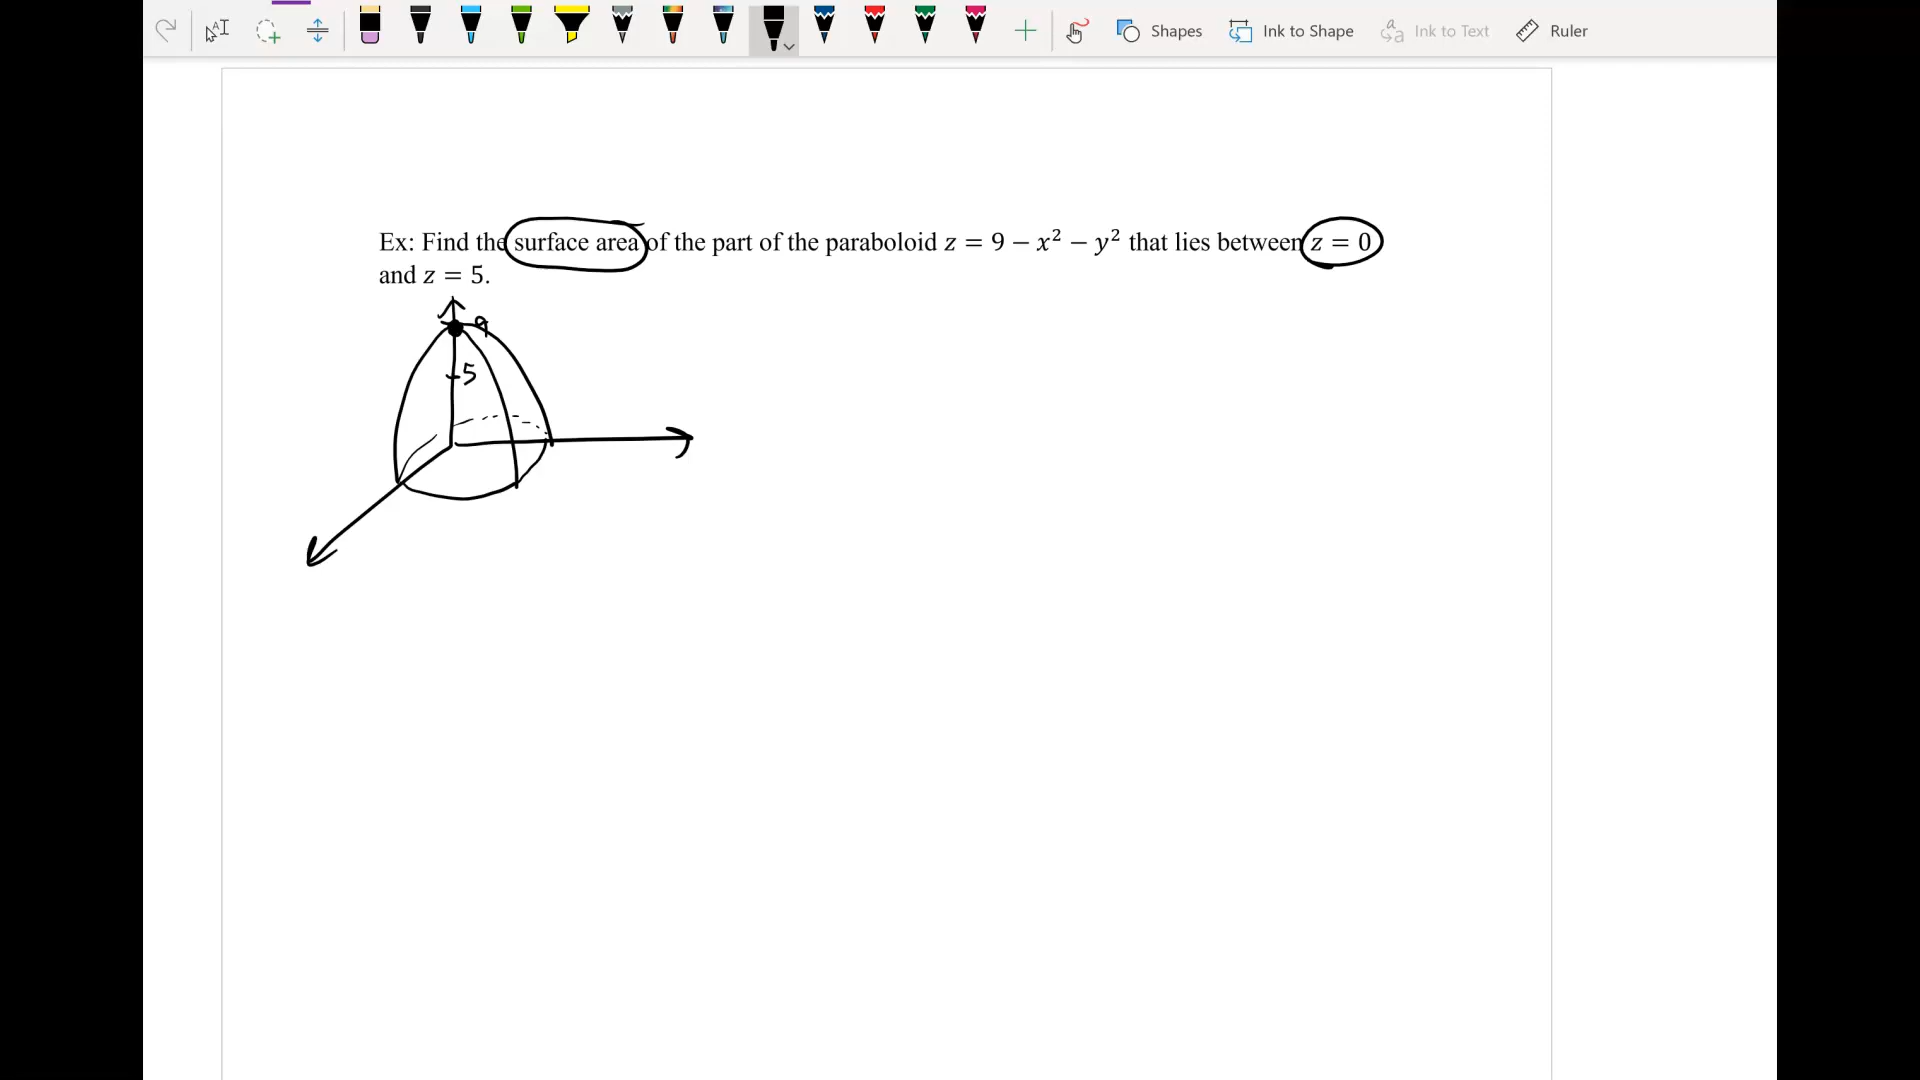 Shapes Ink to Shape Ink to Text Ruler
Ex: Find the surface area of the part of the paraboloid z = 9 − x² − y² that lies between z = 0
and z = 5.
9
5